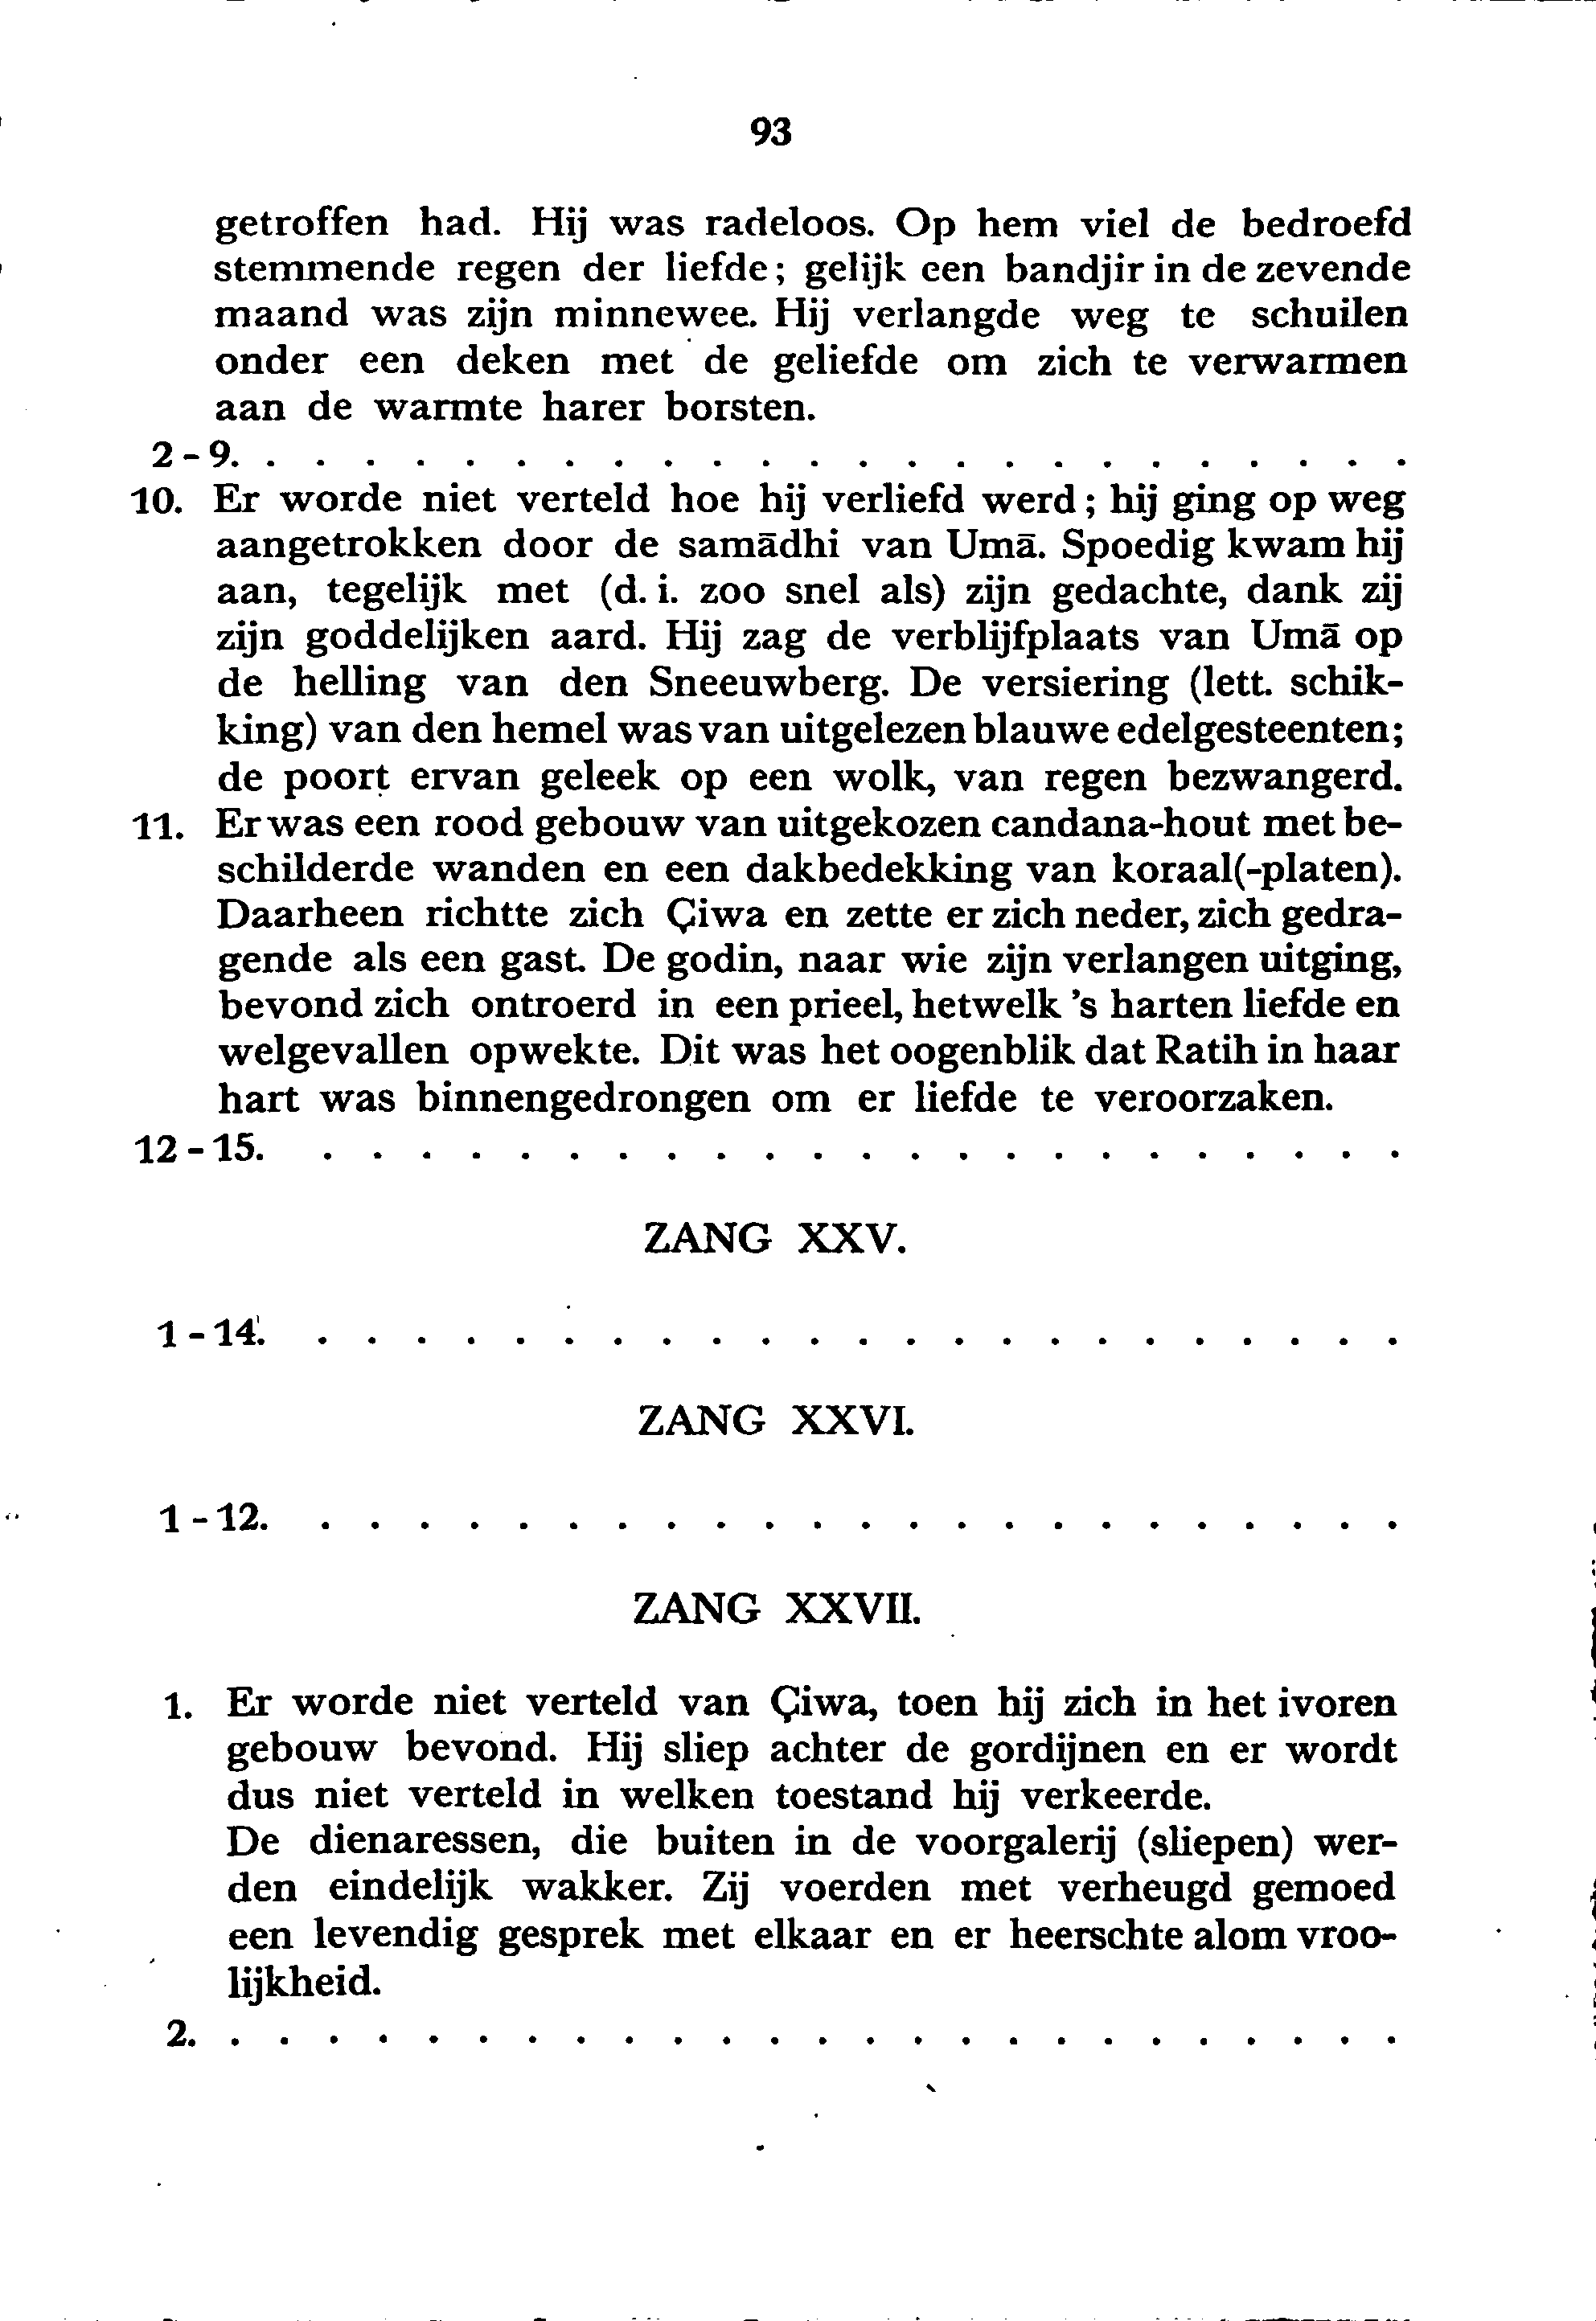 93
getroffen had. Hij was radeloos. Op hem viel de bedroefd
stemmende regen der liefde; gelijk een bandjir in de zevende
maand was zijn minnewee. Hij verlangde weg te schuilen
onder een deken met de geliefde om zich te verwarmen
aan de warmte harer borsten.
2-9. . . . . . . . . . . . . . . . . . . . . . . . . .
10. Er worde niet verteld hoe hij verliefd werd; hij ging op weg
aangetrokken door de samādhi van Umā. Spoedig kwam hij
aan, tegelijk met (d. i. zoo snel als) zijn gedachte, dank zij
zijn goddelijken aard. Hij zag de verblijfplaats van Umā op
de helling van den Sneeuwberg. De versiering (lett. schik-
king) van den hemel was van uitgelezen blauwe edelgesteenten;
de poort ervan geleek op een wolk, van regen bezwangerd.
11. Er was een rood gebouw van uitgekozen candana-hout met be-
schilderde wanden en een dakbedekking van koraal(-platen).
Daarheen richtte zich Çiwa en zette er zich neder, zich gedra-
gende als een gast. De godin, naar wie zijn verlangen uitging,
bevond zich ontroerd in een prieel, hetwelk 's harten liefde en
welgevallen opwekte. Dit was het oogenblik dat Ratih in haar
hart was binnengedrongen om er liefde te veroorzaken.
12-15. . . . . . . . . . . . . . . . . . . . . . . .
ZANG XXV.
1-14. . . . . . . . . . . . . . . . . . . . . . . .
ZANG XXVI.
1-12. . . . . . . . . . . . . . . . . . . . . . . .
ZANG XXVII.
1. Er worde niet verteld van Çiwa, toen hij zich in het ivoren
gebouw bevond. Hij sliep achter de gordijnen en er wordt
dus niet verteld in welken toestand hij verkeerde.
De dienaressen, die buiten in de voorgalerij (sliepen) wer-
den eindelijk wakker. Zij voerden met verheugd gemoed
een levendig gesprek met elkaar en er heerschte alom vroo-
lijkheid.
2. . . . . . . . . . . . . . . . . . . . . . . . . .